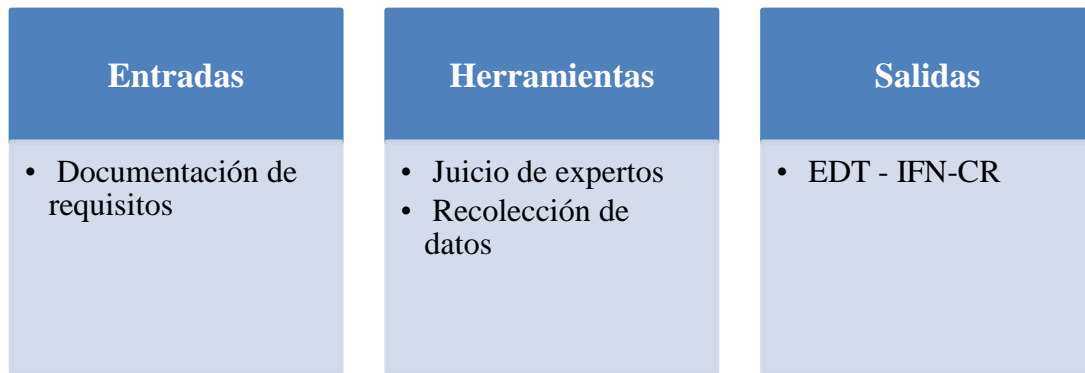 Entradas
• Documentación de
requisitos
Herramientas
• Juicio de expertos
• Recolección de
datos
Salidas
• EDT - IFN-CR